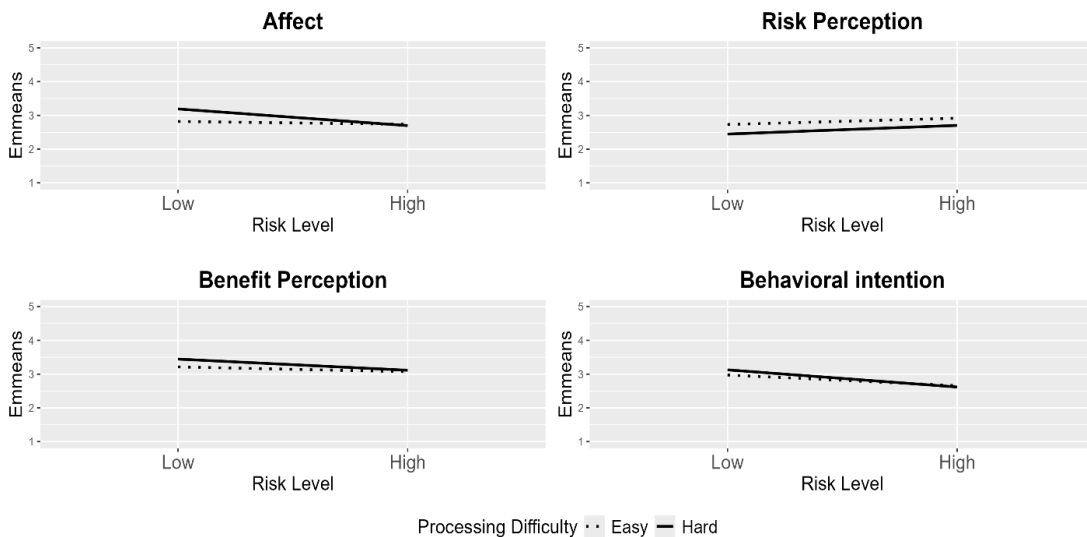 Affect
5
4
3
2
1
Emmeans
Low High
Risk Level
Risk Perception
5
4
3
2
1
Emmeans
Low High
Risk Level
Benefit Perception
5
4
3
2
1
Emmeans
Low High
Risk Level
Behavioral intention
5
4
3
2
1
Emmeans
Low High
Risk Level
Processing Difficulty Easy Hard